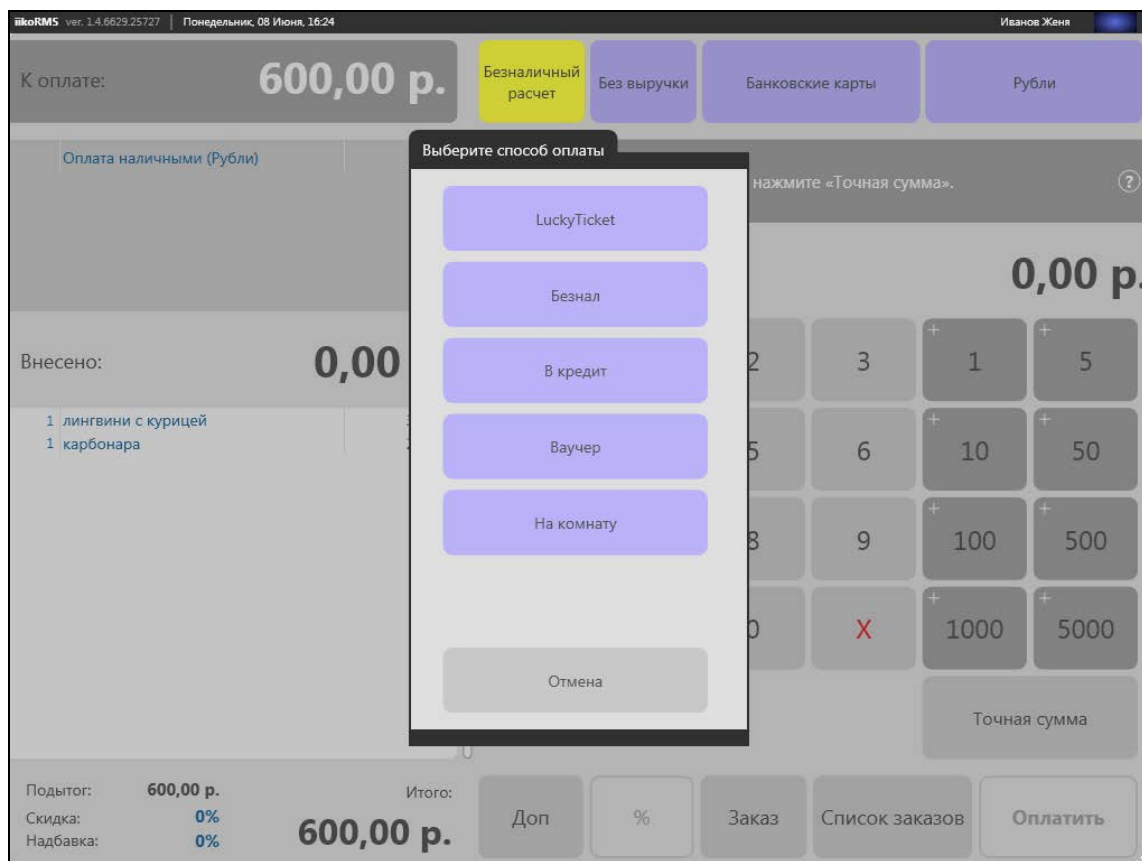 iikoRMS ver. 1.4.6629.25727 | Понедельник, 08 Июня, 16:24
Иванов Женя
К оплате: 600,00 р.
Безналичный
расчет
Без выручки
Банковские карты
Рубли
Выберите способ оплаты
Оплата наличными (Рубли)
нажмите «Точная сумма».
?
LuckyTicket
Безнал
В кредит
Ваучер
На комнату
Отмена
0,00 р.
Внесено: 0,00
1 лингвини с курицей
1 карбонара
2 3 +1 +5
5 6 +10 +50
8 9 +100 +500
0 X +1000 +5000
Точная сумма
Подытог: 600,00 р.
Скидка: 0%
Надбавка: 0%
Итого:
600,00 р.
Доп
%
Заказ
Список заказов
Оплатить